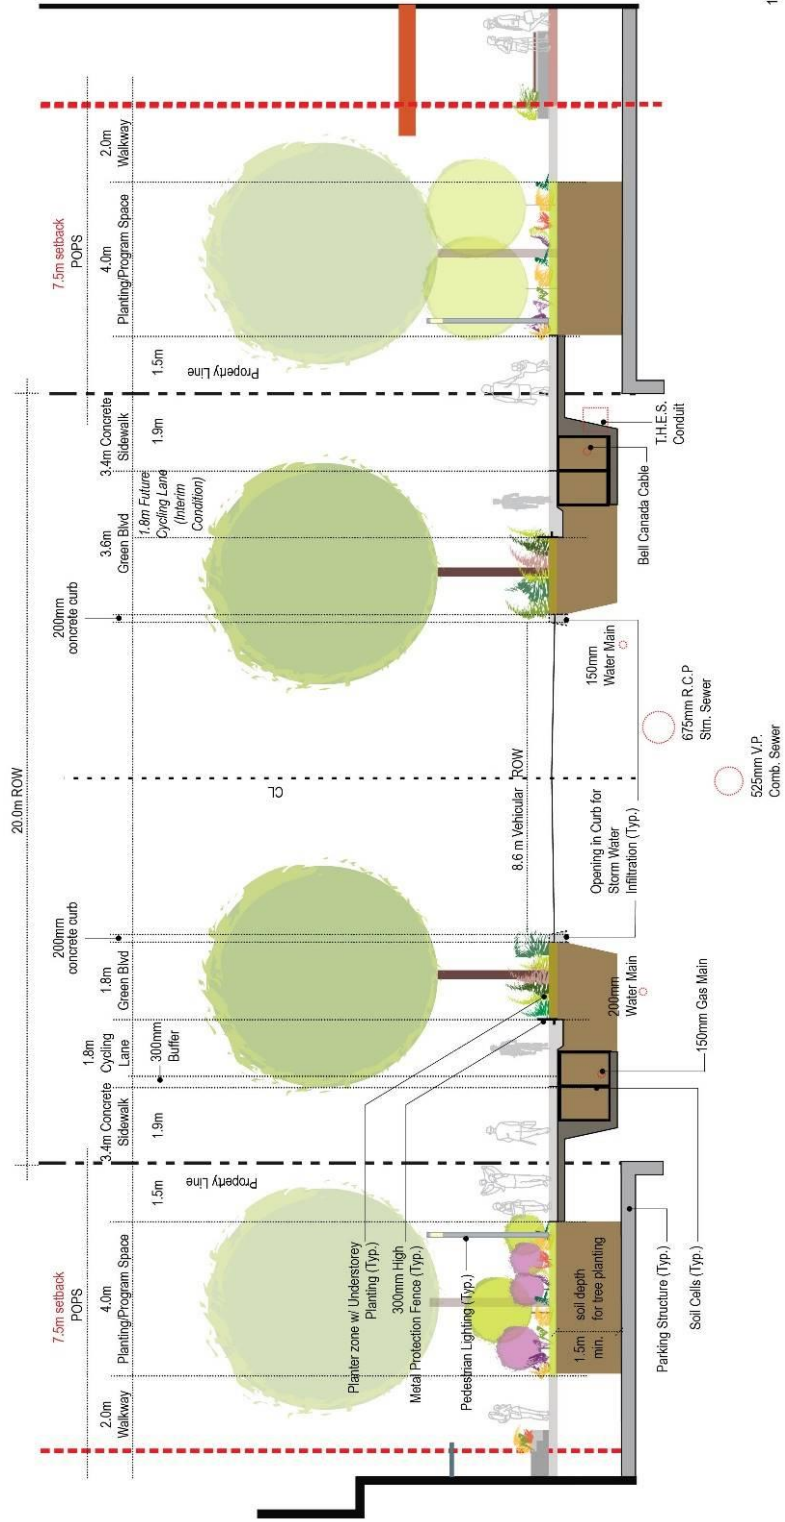 20.0m ROW
7.5m setback
POPS
2.0m
Walkway
4.0m
Planting/Program Space
1.5m
Property Line
3.4m Concrete
Sidewalk
1.9m
300mm
Buffer
1.8m
Cycling
Lane
1.8m
Green Blvd
200mm
concrete curb
CL
8.6 m Vehicular ROW
200mm
concrete curb
3.6m
Green Blvd
1.8m Future
Cycling Lane
(Interim
Condition)
3.4m Concrete
Sidewalk
1.9m
Property Line
1.5m
7.5m setback
POPS
4.0m
Planting/Program Space
2.0m
Walkway
Planter zone w/ Understorey
Planting (Typ.)
300mm High
Metal Protection Fence (Typ.)
Pedestrian Lighting (Typ.)
1.5m
min.
soil depth
for tree planting
Parking Structure (Typ.)
Soil Cells (Typ.)
150mm Gas Main
200mm
Water Main
Opening in Curb for
Storm Water
Infiltration (Typ.)
525mm V.P.
Comb. Sewer
675mm R.C.P
Stm. Sewer
150mm
Water Main
Bell Canada Cable
T.H.E.S.
Conduit
1